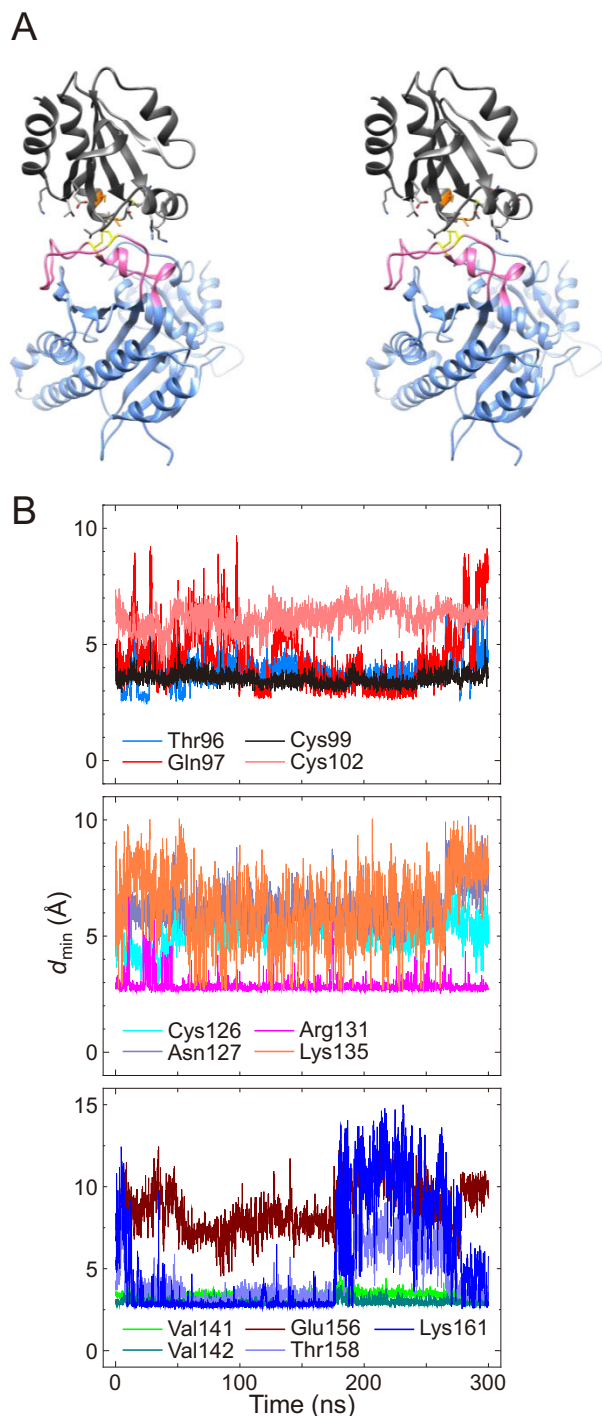 A
B
10
5
0
Thr96 Cys99
Gln97 Cys102
10
5
0
Cys126 Arg131
Asn127 Lys135
d_min (Å)
15
10
5
0
Val141 Glu156 Lys161
Val142 Thr158
0 100 200 300
Time (ns)